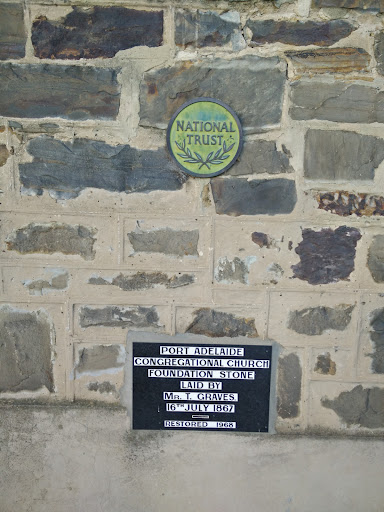 NATIONAL
TRUST
PORT ADELAIDE
CONGREGATIONAL CHURCH
FOUNDATION STONE
LAID BY
MR. T. GRAVES
16TH JULY 1867
RESTORED 1968